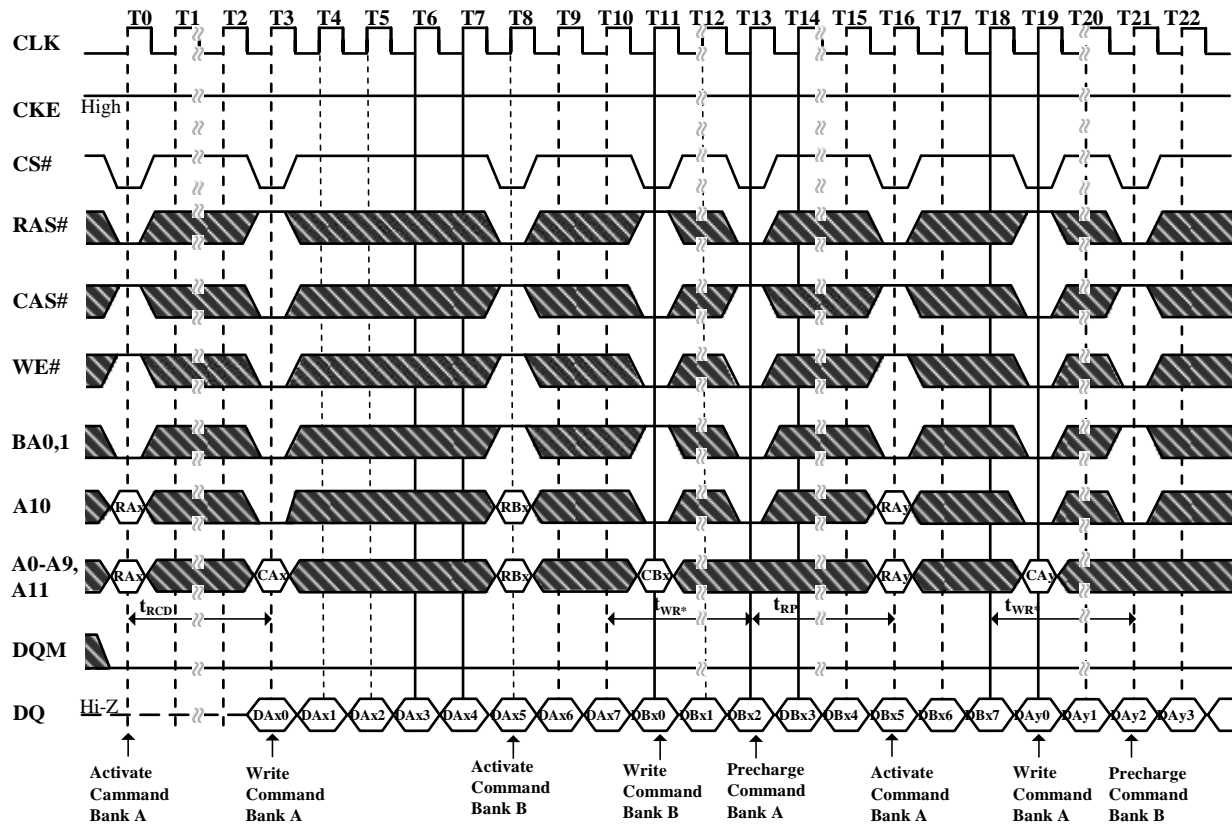 T0 T1 T2 T3 T4 T5 T6 T7 T8 T9 T10 T11 T12 T13 T14 T15 T16 T17 T18 T19 T20 T21 T22
CLK
CKE High
CS#
RAS#
CAS#
WE#
BA0,1
A10 RAx RBx RAy
A0-A9, A11 RAx CAx RBx CBx RAy CAy
tRCD tWR* tRP tWR*
DQM
DQ Hi-Z DAx0 DAx1 DAx2 DAx3 DAx4 DAx5 DAx6 DAx7 DBx0 DBx1 DBx2 DBx3 DBx4 DBx5 DBx6 DBx7 DAy0 DAy1 DAy2 DAy3
Activate
Cammand
Bank A
Write
Command
Bank A
Activate
Command
Bank B
Write
Command
Bank B
Precharge
Command
Bank A
Activate
Command
Bank A
Write
Command
Bank A
Precharge
Command
Bank B